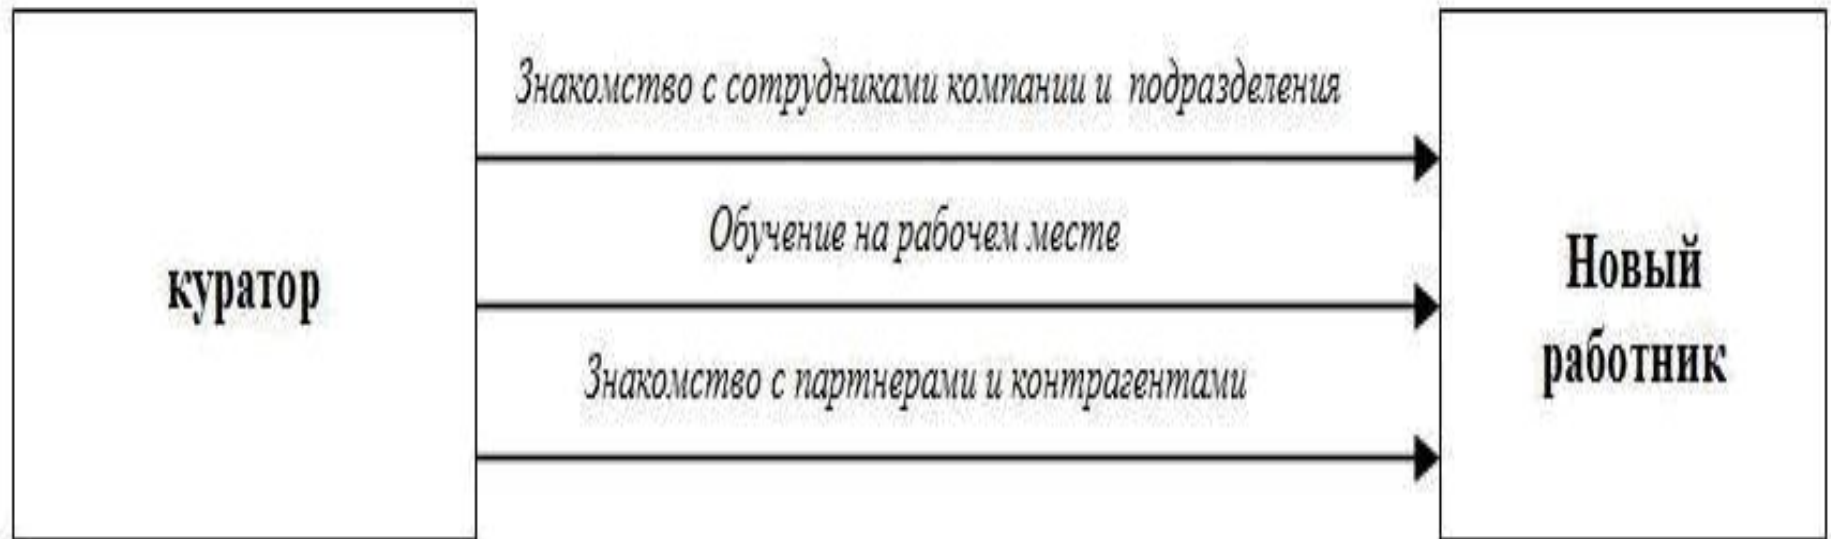 Знакомство с сотрудниками компании и подразделения
Обучение на рабочем месте
куратор
Новый
работник
Знакомство с партнерами и контрагентами